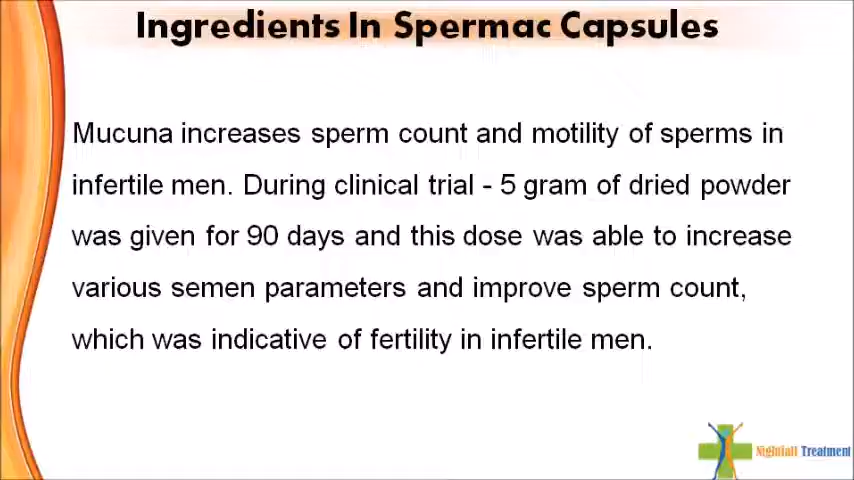 Ingredients In Spermac Capsules
Mucuna increases sperm count and motility of sperms in
infertile men. During clinical trial - 5 gram of dried powder
was given for 90 days and this dose was able to increase
various semen parameters and improve sperm count,
which was indicative of fertility in infertile men.
Nightfall Treatment